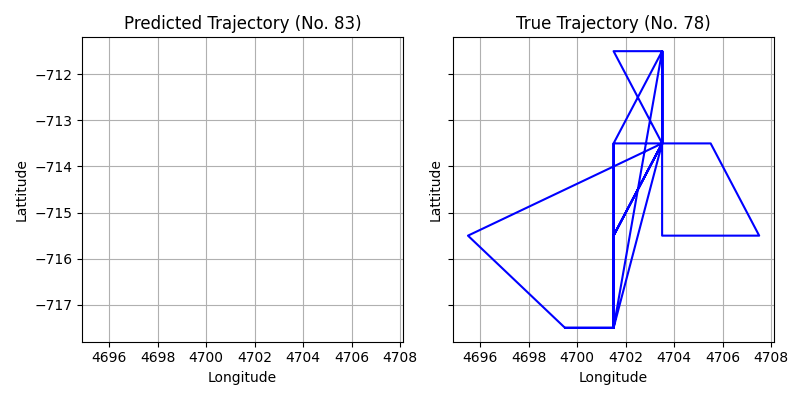 Predicted Trajectory (No. 83)
True Trajectory (No. 78)
Lattitude
−712
−713
−714
−715
−716
−717
4696 4698 4700 4702 4704 4706 4708
Longitude
Lattitude
4696 4698 4700 4702 4704 4706 4708
Longitude